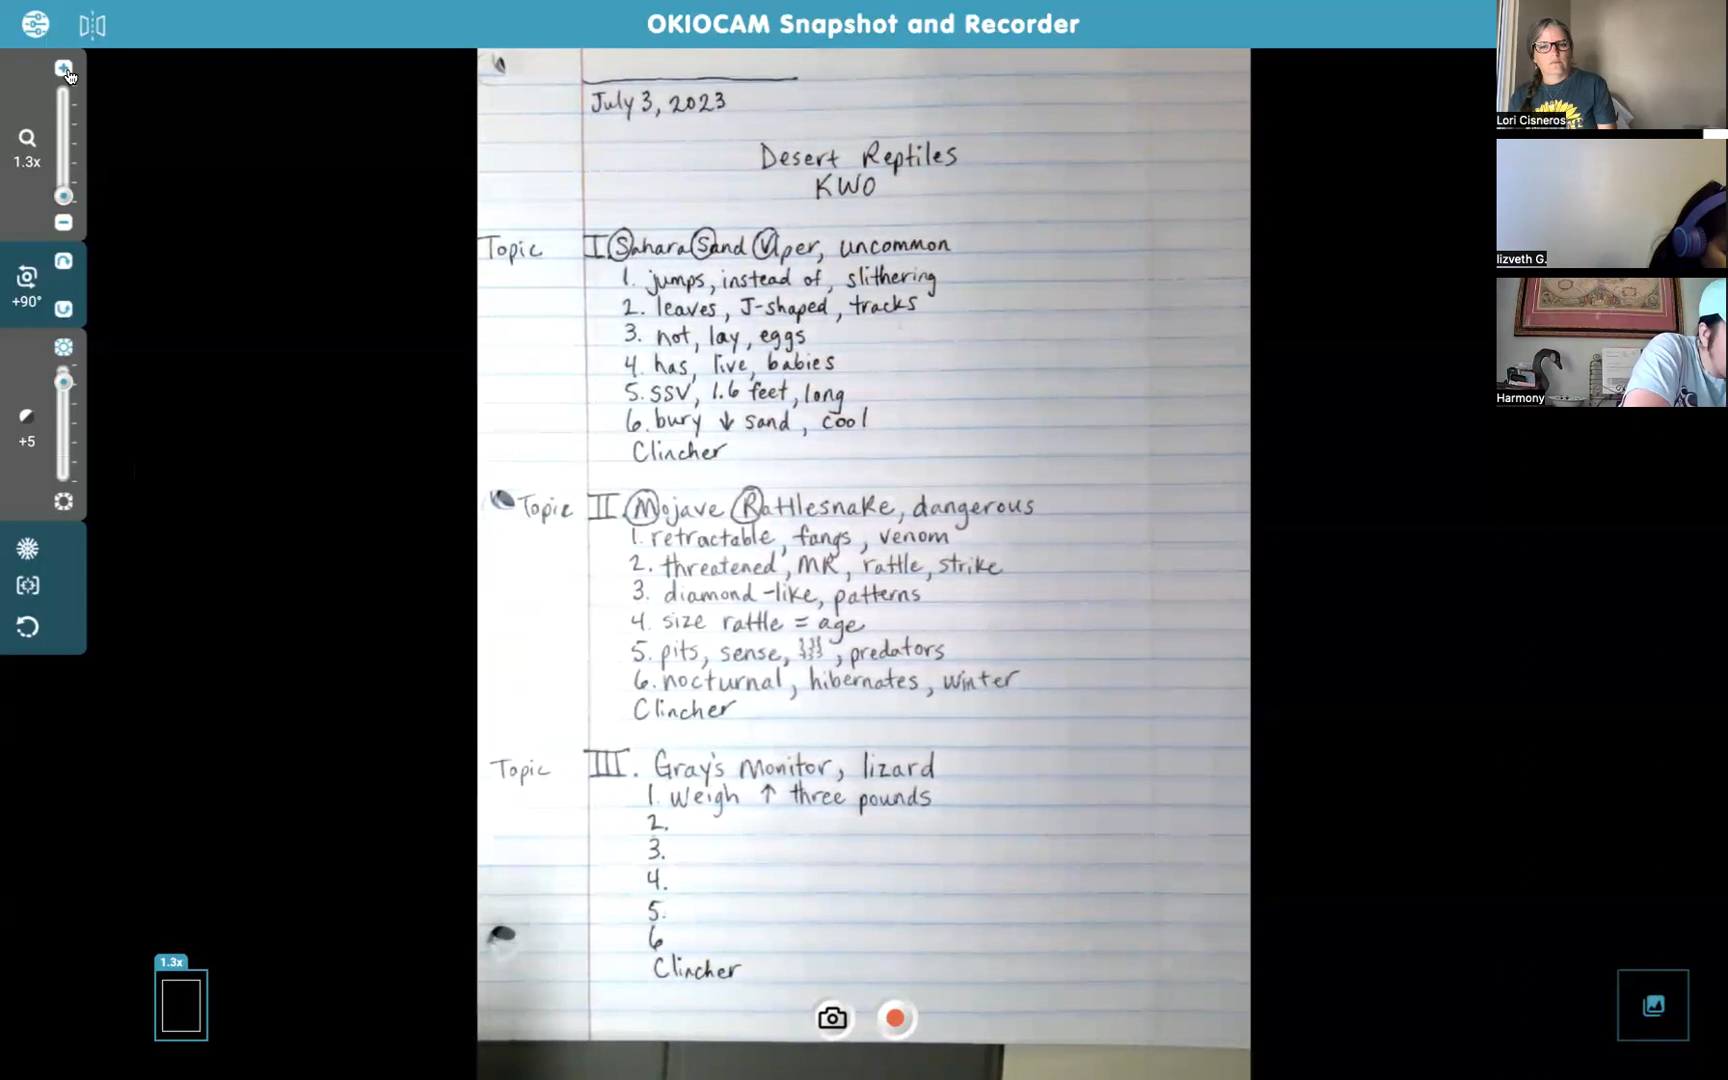 OKIOCAM Snapshot and Recorder
1.3x
+90°
+5
July 3, 2023
Desert Reptiles
KWO
Topic I Sahara Sand Viper, uncommon
1. jumps, instead of, slithering
2. leaves, J-shaped, tracks
3. not, lay, eggs
4. has, live, babies
5. SSV, 1.6 feet, long
6. bury ↓ sand, cool
Clincher
Topic II. Mojave Rattlesnake, dangerous
1. retractable, fangs, venom
2. threatened, MR, rattle, strike
3. diamond-like, patterns
4. size rattle = age
5. pits, sense, , predators
6. nocturnal, hibernates, winter
Clincher
Topic III. Gray's Monitor, lizard
1. Weigh ↑ three pounds
2.
3.
4.
5.
6
Clincher
1.3x
Lori Cisneros
lizveth G.
Harmony